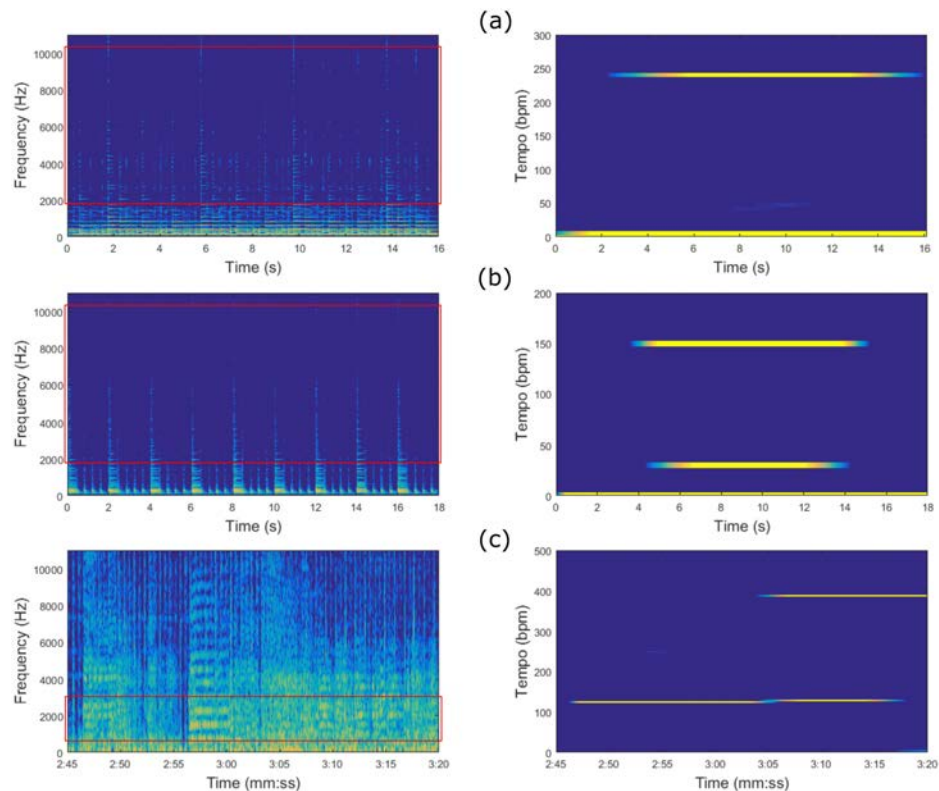 (a)
Frequency (Hz)
10000
8000
6000
4000
2000
0
0 2 4 6 8 10 12 14 16
Time (s)
Tempo (bpm)
300
250
200
150
100
50
0
0 2 4 6 8 10 12 14 16
Time (s)
(b)
Frequency (Hz)
10000
8000
6000
4000
2000
0
0 2 4 6 8 10 12 14 16 18
Time (s)
Tempo (bpm)
200
150
100
50
0
0 2 4 6 8 10 12 14 16 18
Time (s)
(c)
Frequency (Hz)
10000
8000
6000
4000
2000
0
2:45 2:50 2:55 3:00 3:05 3:10 3:15 3:20
Time (mm:ss)
Tempo (bpm)
500
400
300
200
100
0
2:45 2:50 2:55 3:00 3:05 3:10 3:15 3:20
Time (mm:ss)